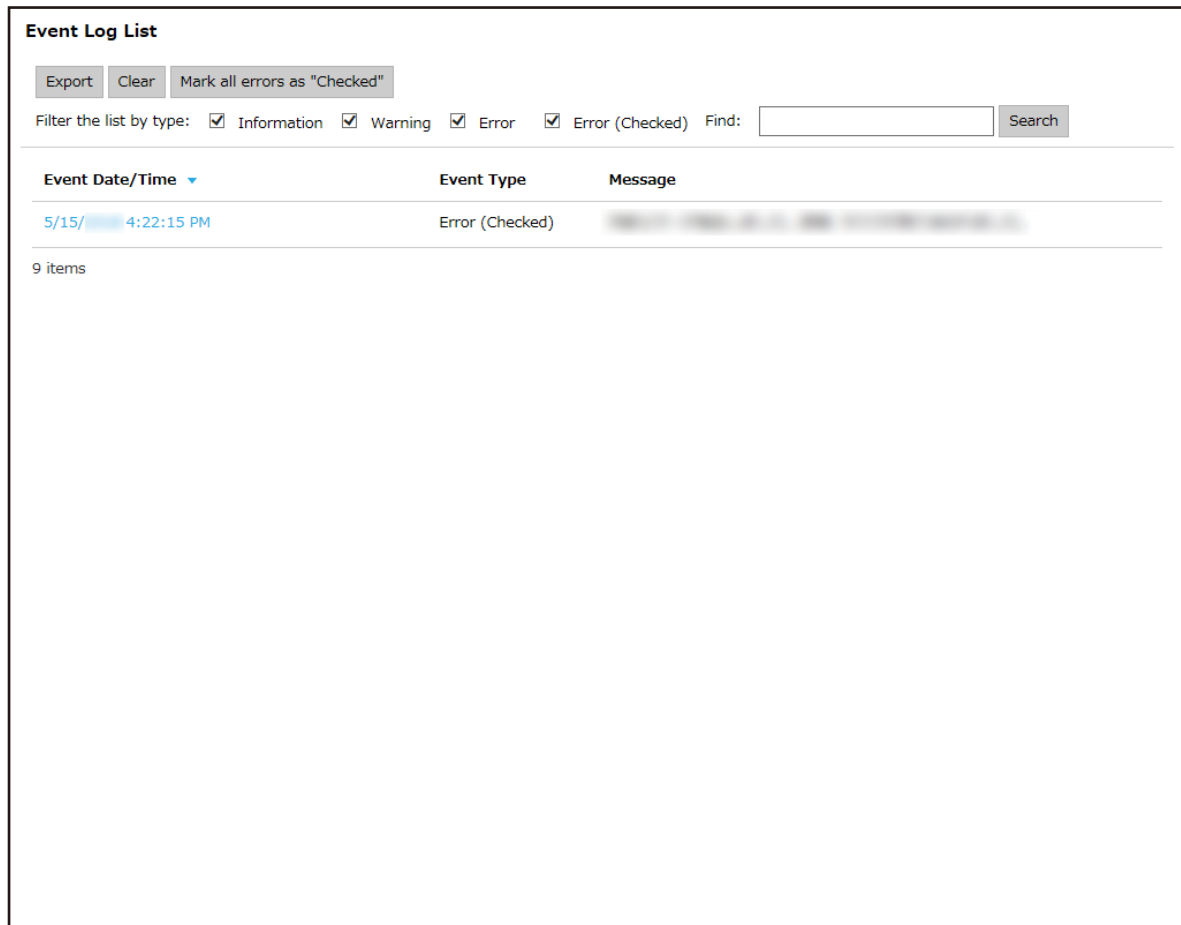 Event Log List
Export Clear Mark all errors as "Checked"
Filter the list by type: Information Warning Error Error (Checked) Find: Search
Event Date/Time Event Type Message
5/15/ 4:22:15 PM Error (Checked)
9 items